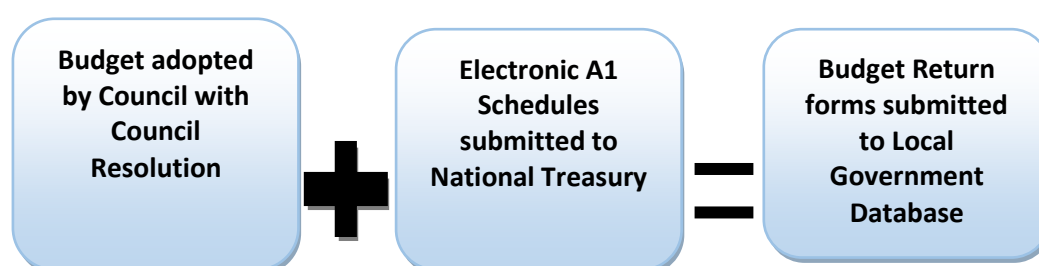 Budget adopted
by Council with
Council
Resolution
Electronic A1
Schedules
submitted to
National Treasury
Budget Return
forms submitted
to Local
Government
Database